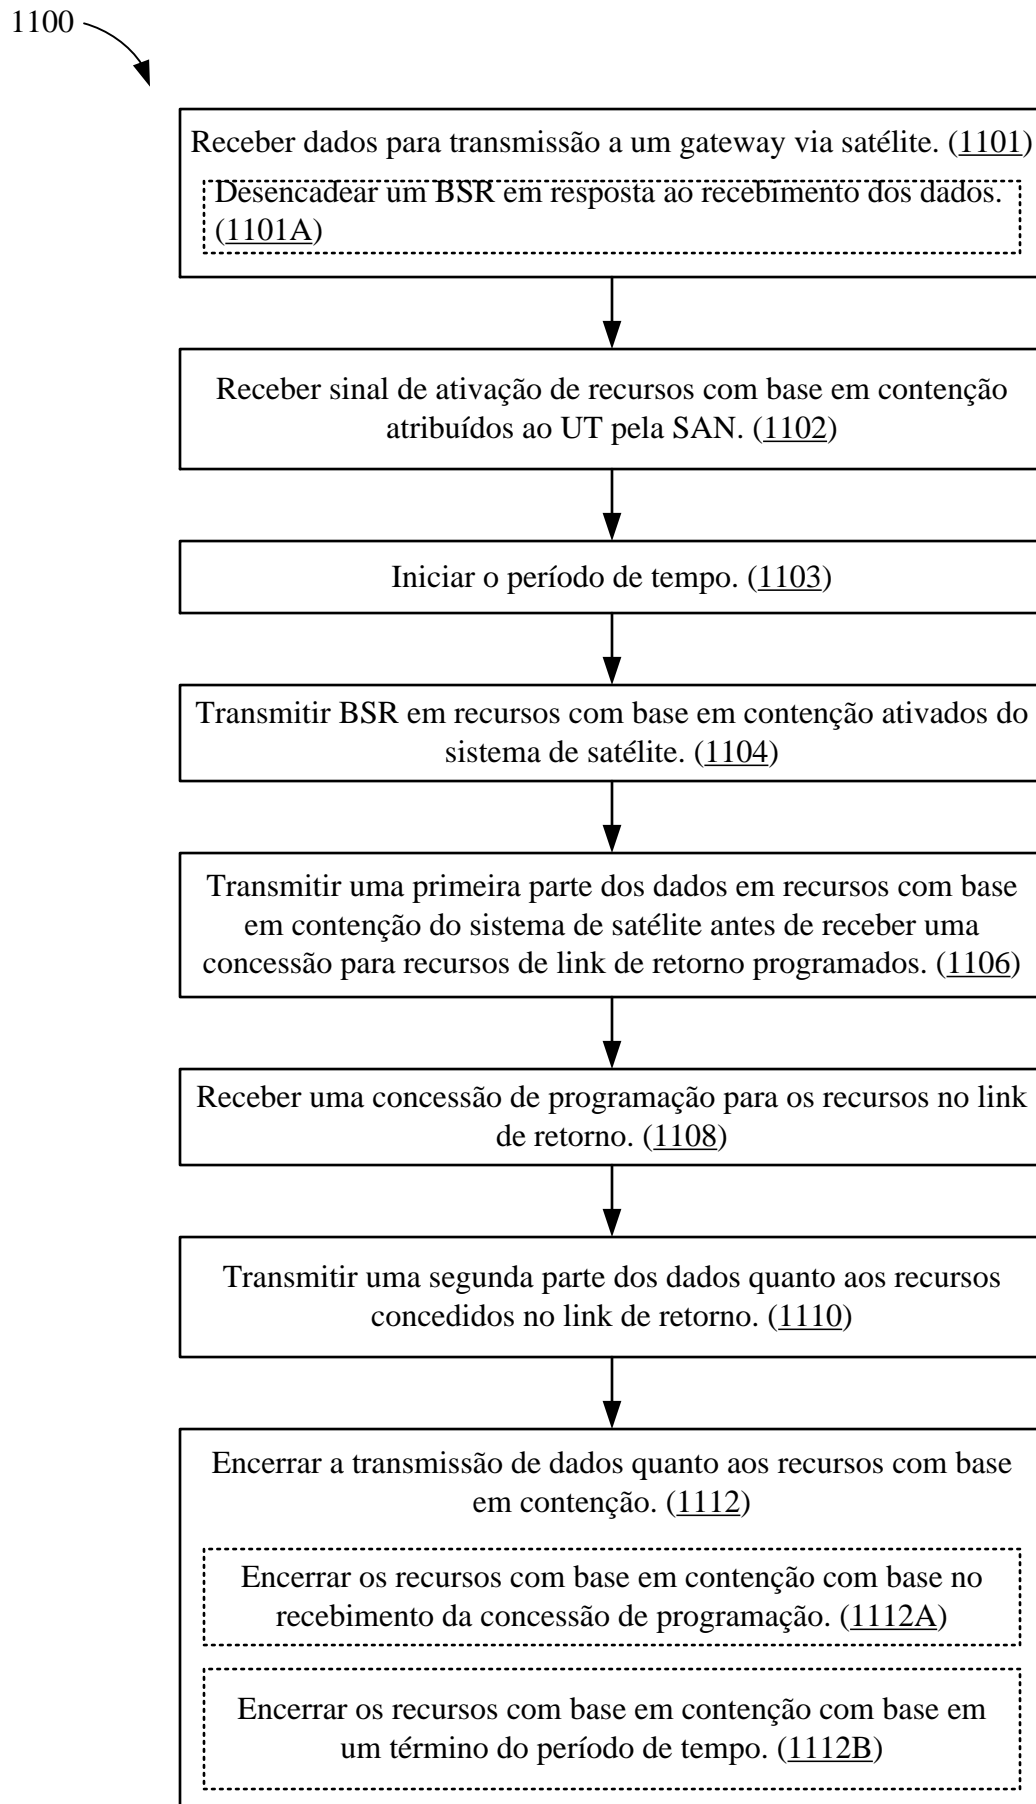 1100
Receber dados para transmissão a um gateway via satélite. (1101)
Desencadear um BSR em resposta ao recebimento dos dados.
(1101A)
Receber sinal de ativação de recursos com base em contenção
atribuídos ao UT pela SAN. (1102)
Iniciar o período de tempo. (1103)
Transmitir BSR em recursos com base em contenção ativados do
sistema de satélite. (1104)
Transmitir uma primeira parte dos dados em recursos com base
em contenção do sistema de satélite antes de receber uma
concessão para recursos de link de retorno programados. (1106)
Receber uma concessão de programação para os recursos no link
de retorno. (1108)
Transmitir uma segunda parte dos dados quanto aos recursos
concedidos no link de retorno. (1110)
Encerrar a transmissão de dados quanto aos recursos com base
em contenção. (1112)
Encerrar os recursos com base em contenção com base no
recebimento da concessão de programação. (1112A)
Encerrar os recursos com base em contenção com base em
um término do período de tempo. (1112B)